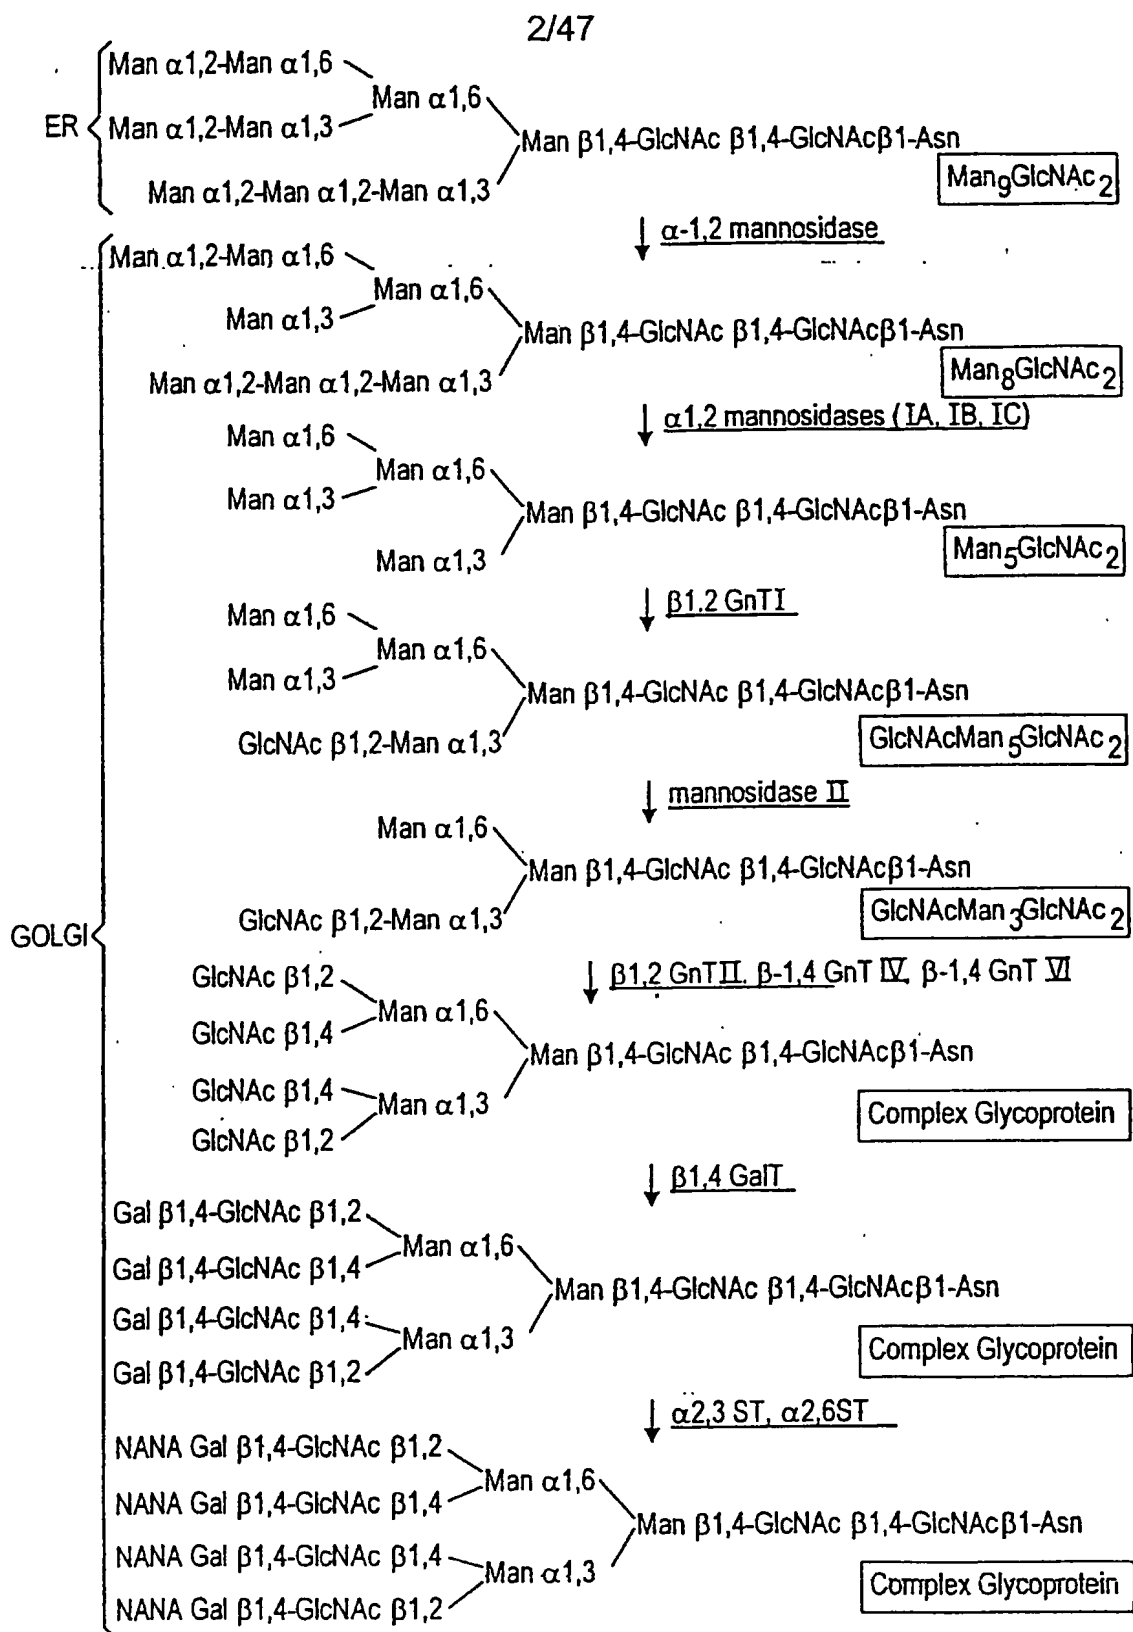 2/47
Man α1,2-Man α1,6
Man α1,6
ER
Man α1,2-Man α1,3
Man β1,4-GlcNAc β1,4-GlcNAcβ1-Asn
Man α1,2-Man α1,2-Man α1,3
Man9GlcNAc2
α-1,2 mannosidase
Man α1,2-Man α1,6
Man α1,6
Man α1,3
Man β1,4-GlcNAc β1,4-GlcNAcβ1-Asn
Man α1,2-Man α1,2-Man α1,3
Man8GlcNAc2
α1,2 mannosidases (IA, IB, IC)
Man α1,6
Man α1,6
Man α1,3
Man β1,4-GlcNAc β1,4-GlcNAcβ1-Asn
Man α1,3
Man5GlcNAc2
β1,2 GnTI
Man α1,6
Man α1,6
Man α1,3
Man β1,4-GlcNAc β1,4-GlcNAcβ1-Asn
GlcNAc β1,2-Man α1,3
GlcNAcMan5GlcNAc2
mannosidase II
Man α1,6
Man β1,4-GlcNAc β1,4-GlcNAcβ1-Asn
GlcNAc β1,2-Man α1,3
GlcNAcMan3GlcNAc2
GOLGI
β1,2 GnTII, β-1,4 GnT IV, β-1,4 GnT VI
GlcNAc β1,2
Man α1,6
GlcNAc β1,4
Man β1,4-GlcNAc β1,4-GlcNAcβ1-Asn
GlcNAc β1,4
Man α1,3
GlcNAc β1,2
Complex Glycoprotein
β1,4 GalT
Gal β1,4-GlcNAc β1,2
Man α1,6
Gal β1,4-GlcNAc β1,4
Man β1,4-GlcNAc β1,4-GlcNAcβ1-Asn
Gal β1,4-GlcNAc β1,4
Man α1,3
Gal β1,4-GlcNAc β1,2
Complex Glycoprotein
α2,3 ST, α2,6ST
NANA Gal β1,4-GlcNAc β1,2
Man α1,6
NANA Gal β1,4-GlcNAc β1,4
Man β1,4-GlcNAc β1,4-GlcNAcβ1-Asn
NANA Gal β1,4-GlcNAc β1,4
Man α1,3
NANA Gal β1,4-GlcNAc β1,2
Complex Glycoprotein